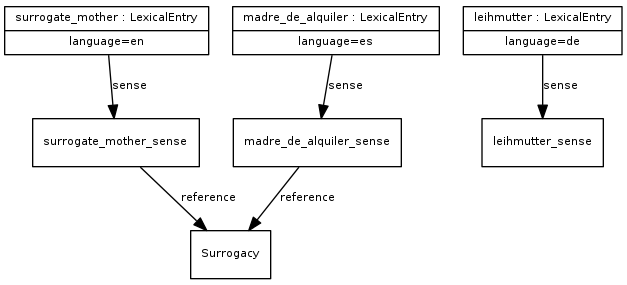 surrogate_mother : LexicalEntry
language=en
madre_de_alquiler : LexicalEntry
language=es
leihmutter : LexicalEntry
language=de
sense
sense
sense
surrogate_mother_sense
madre_de_alquiler_sense
leihmutter_sense
reference
reference
Surrogacy